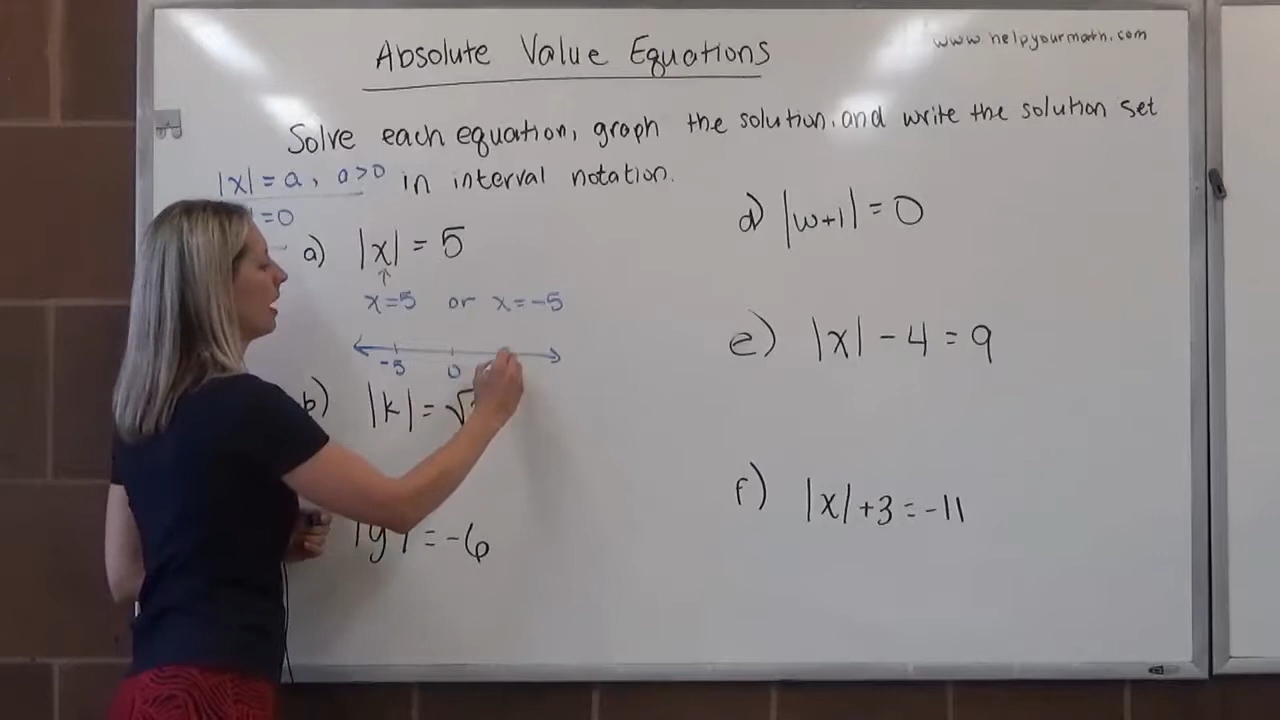 Absolute Value Equations
www.helpyourmath.com
Solve each equation, graph the solution, and write the solution set
in interval notation.
|x| = a, a>0
=0
a) |x| = 5
x=5 or x=-5
-5 0
b) |k| = √
|y| = -6
d) |w+1| = 0
e) |x| - 4 = 9
f) |x| +3 = -11